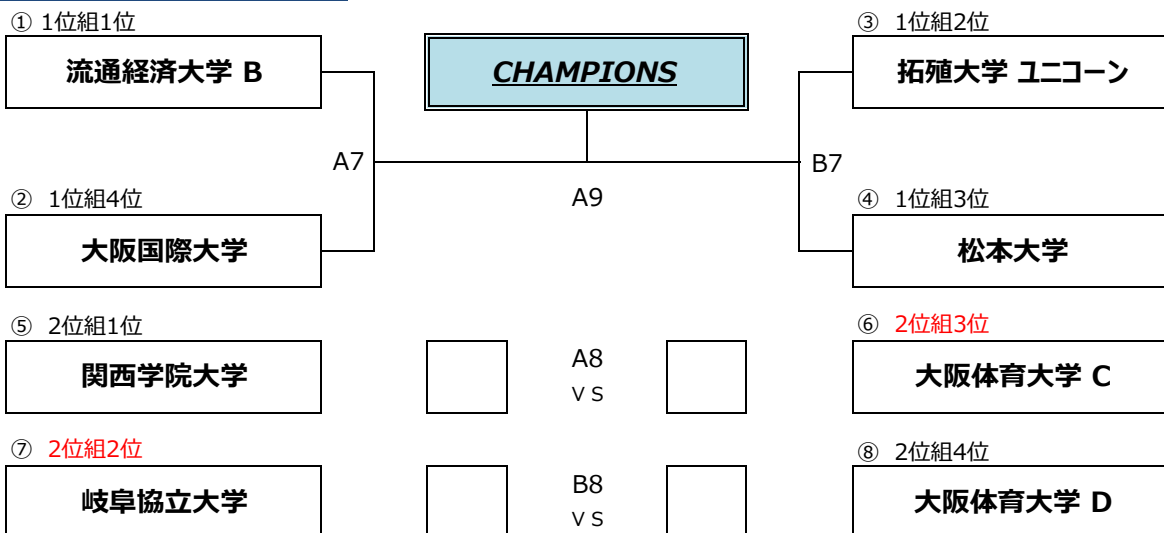 ① 1位組1位
③ 1位組2位
流通経済大学 B
CHAMPIONS
拓殖大学 ユニコーン
A7
B7
② 1位組4位
A9
④ 1位組3位
大阪国際大学
松本大学
⑤ 2位組1位
⑥ 2位組3位
関西学院大学
A8
V S
大阪体育大学 C
⑦ 2位組2位
⑧ 2位組4位
岐阜協立大学
B8
V S
大阪体育大学 D